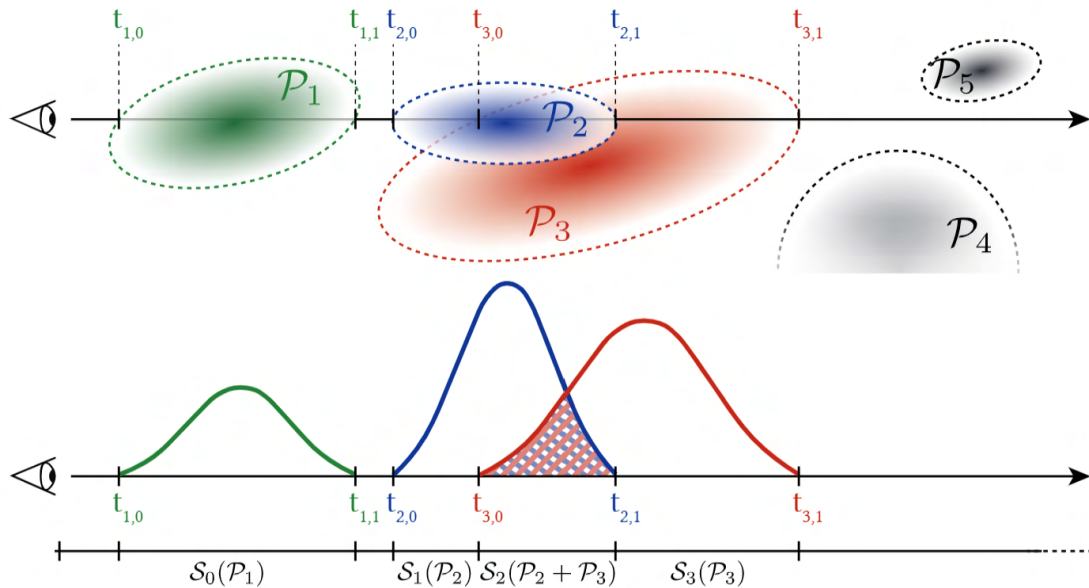 t1,0 t1,1 t2,0 t3,0 t2,1 t3,1
𝒫1 𝒫2 𝒫5
𝒫3 𝒫4
t1,0 t1,1 t2,0 t3,0 t2,1 t3,1
𝒮0(𝒫1) 𝒮1(𝒫2) 𝒮2(𝒫2 + 𝒫3) 𝒮3(𝒫3)